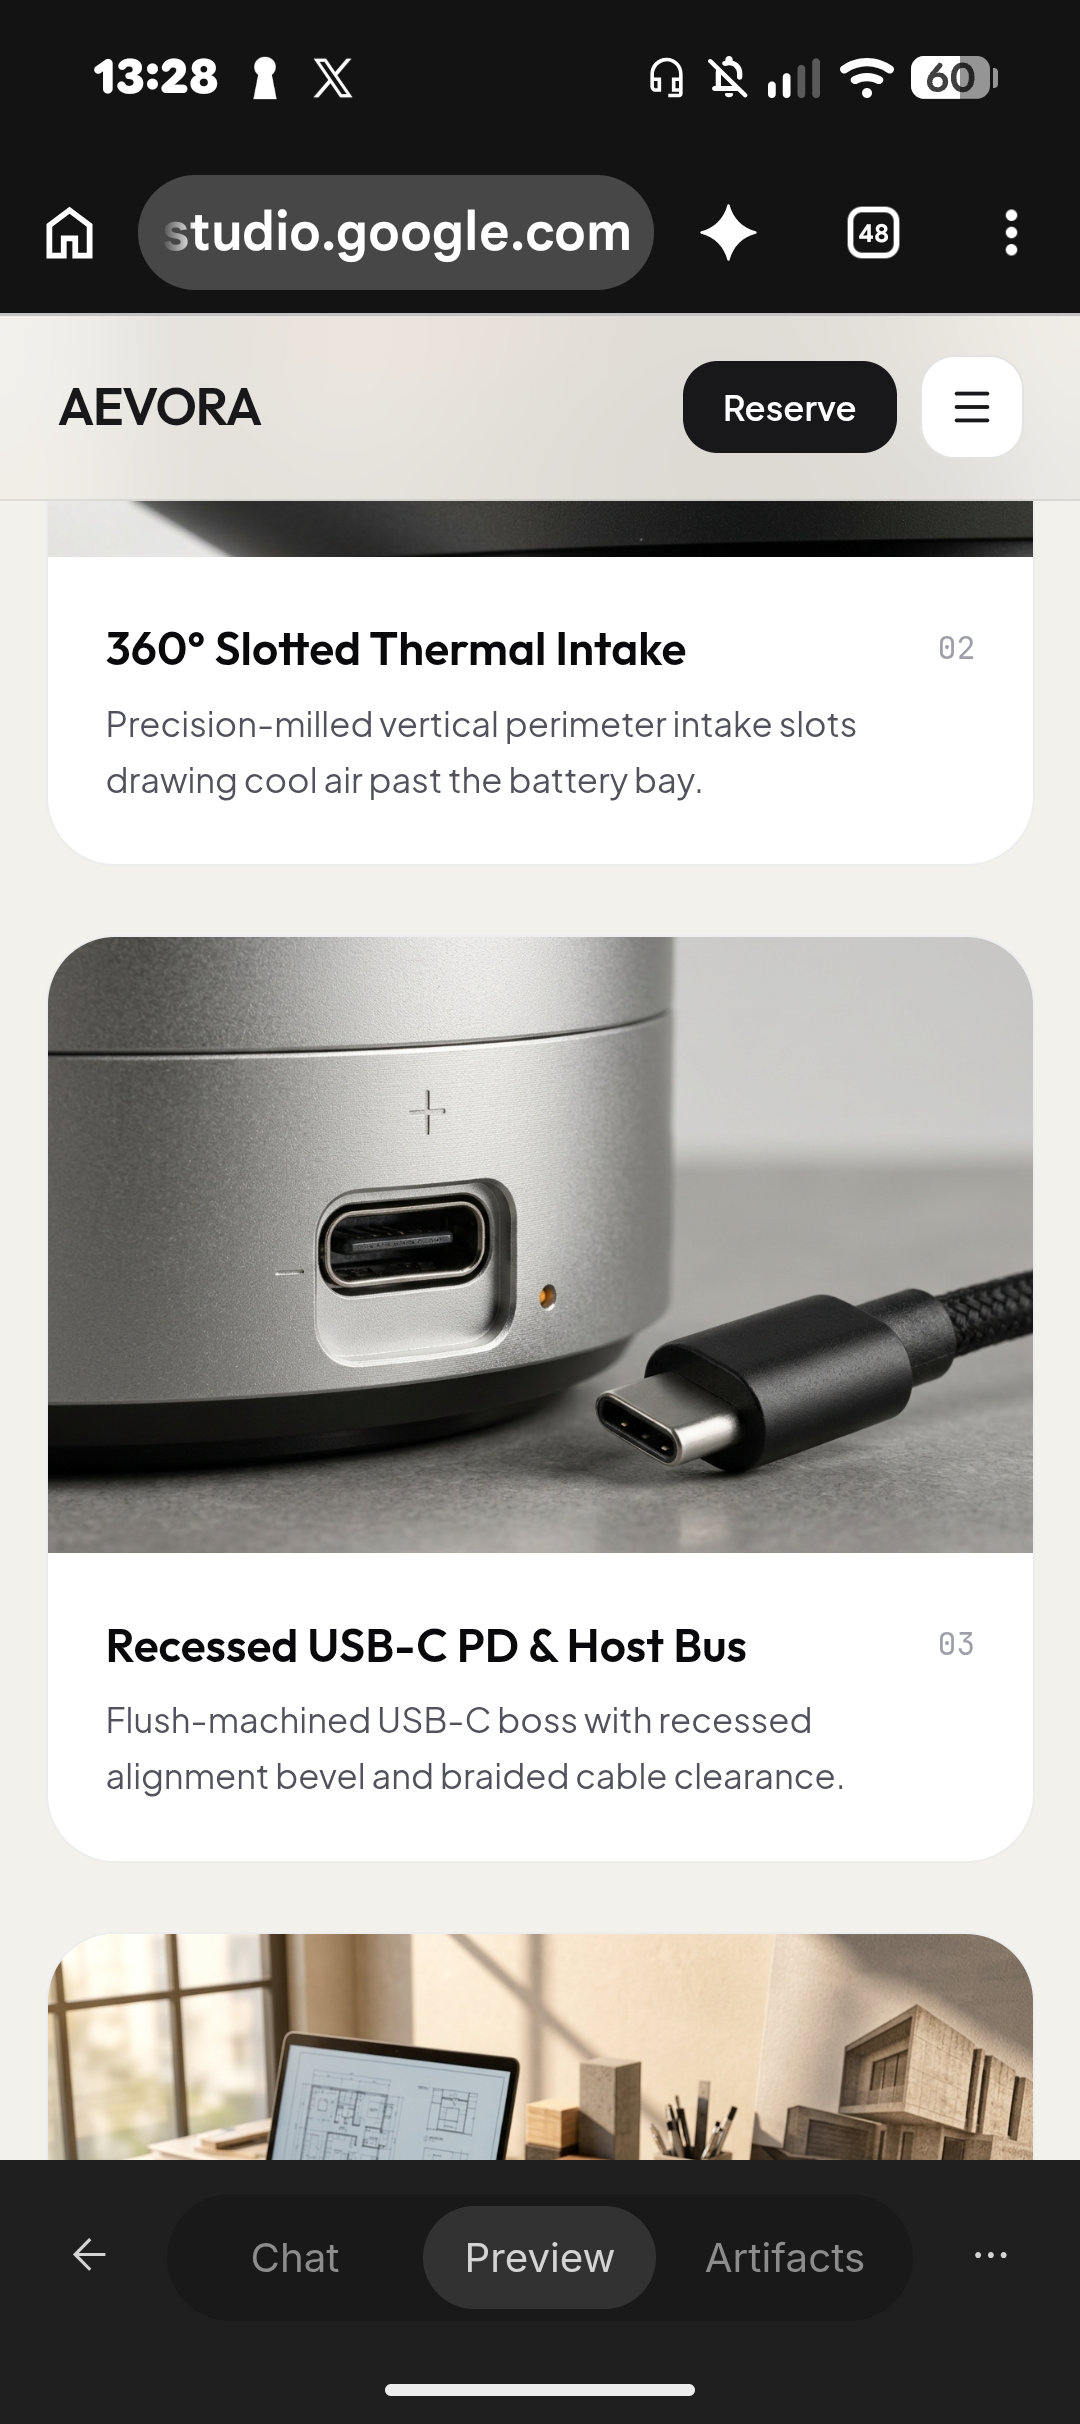 13:28
60
studio.google.com
48
AEVORA
Reserve
360° Slotted Thermal Intake
02
Precision-milled vertical perimeter intake slots
drawing cool air past the battery bay.
Recessed USB-C PD & Host Bus
03
Flush-machined USB-C boss with recessed
alignment bevel and braided cable clearance.
Chat
Preview
Artifacts